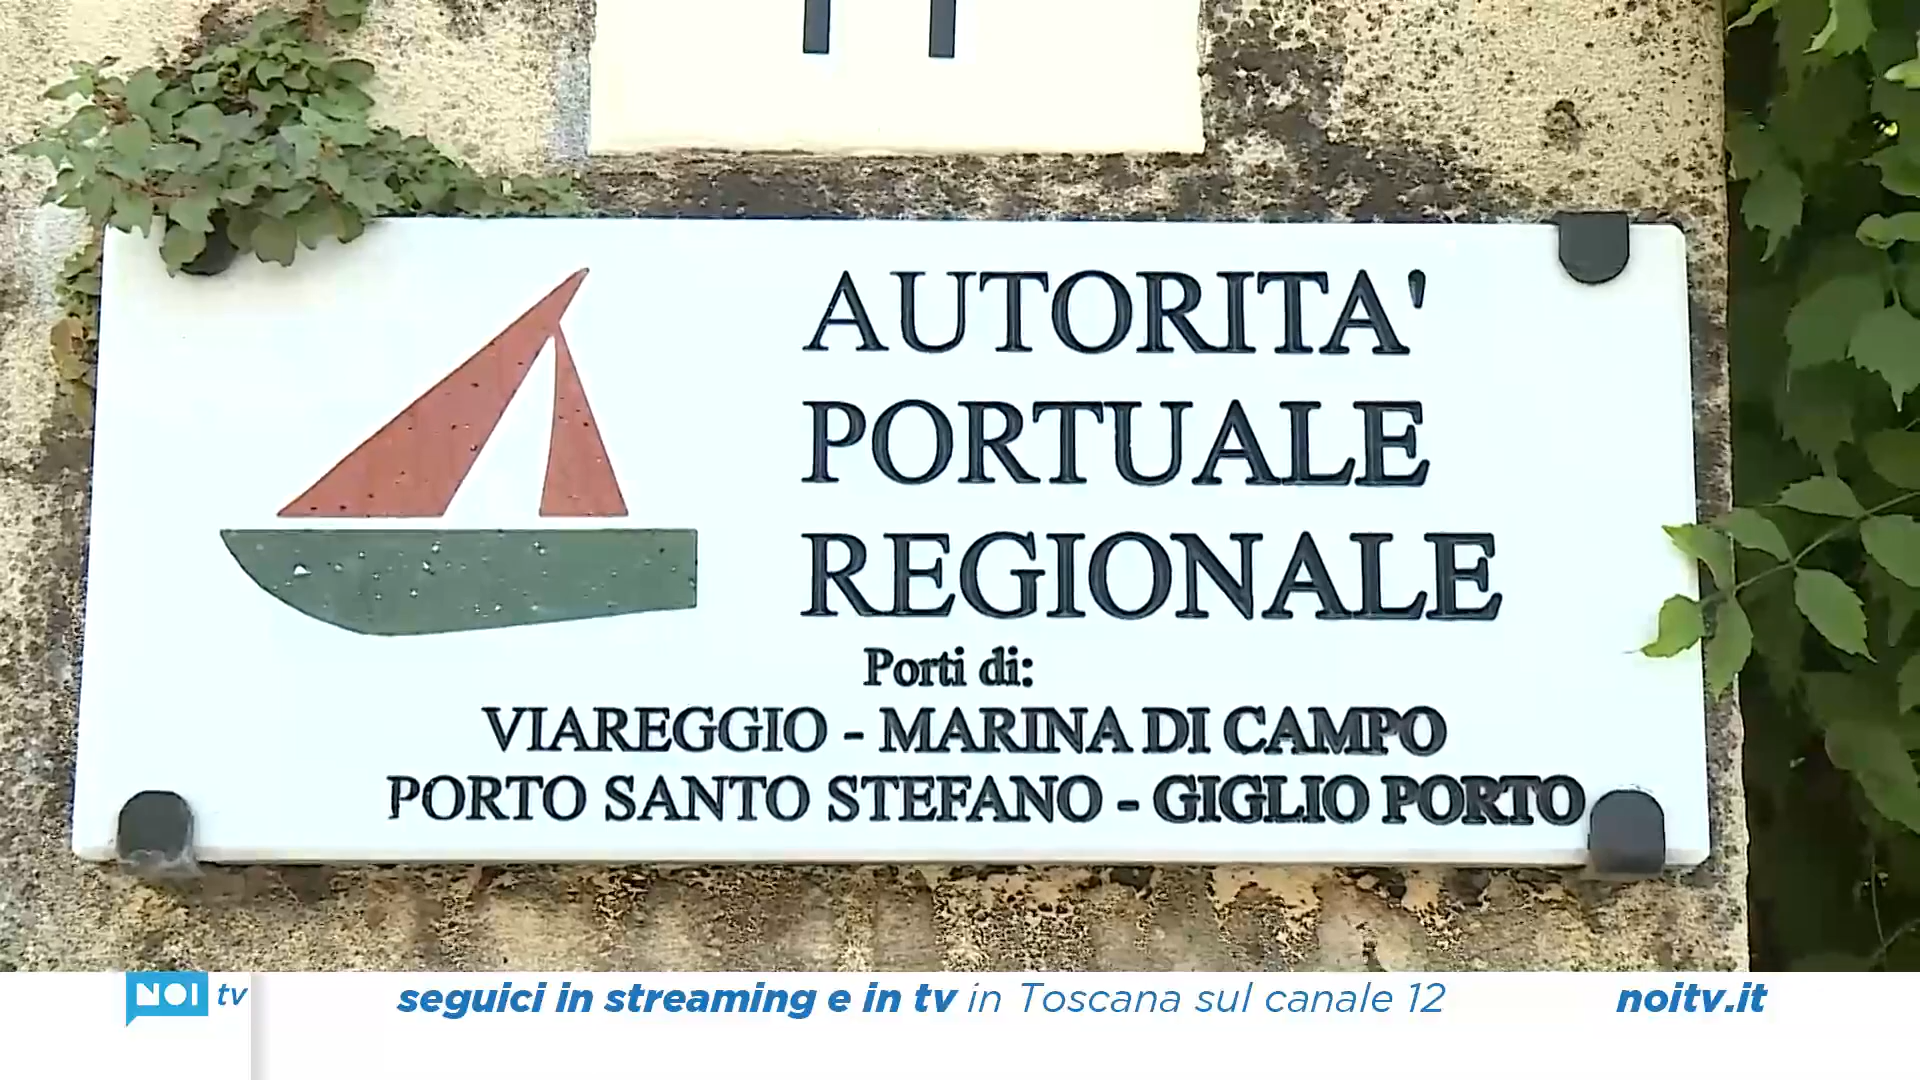 AUTORITA'
PORTUALE
REGIONALE
Porti di:
VIAREGGIO - MARINA DI CAMPO
PORTO SANTO STEFANO - GIGLIO PORTO
NOI tv
seguici in streaming e in tv in Toscana sul canale 12
noitv.it